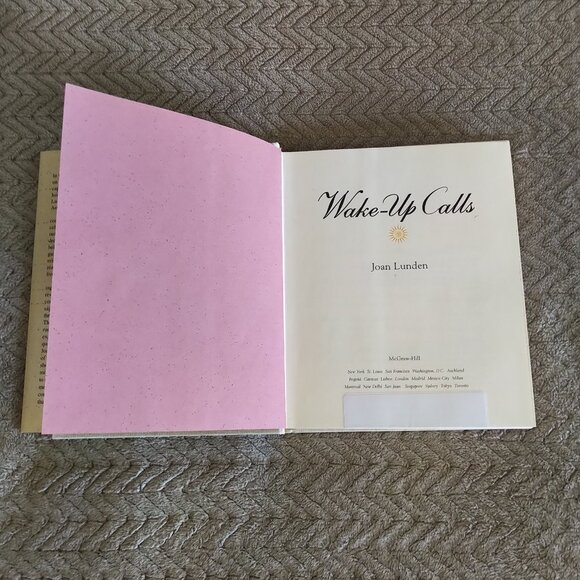 Wake-Up Calls
Joan Lunden
McGraw-Hill
New York St. Louis San Francisco Washington, D.C. Auckland
Bogotá Caracas Lisbon London Madrid Mexico City Milan
Montreal New Delhi San Juan Singapore Sydney Tokyo Toronto